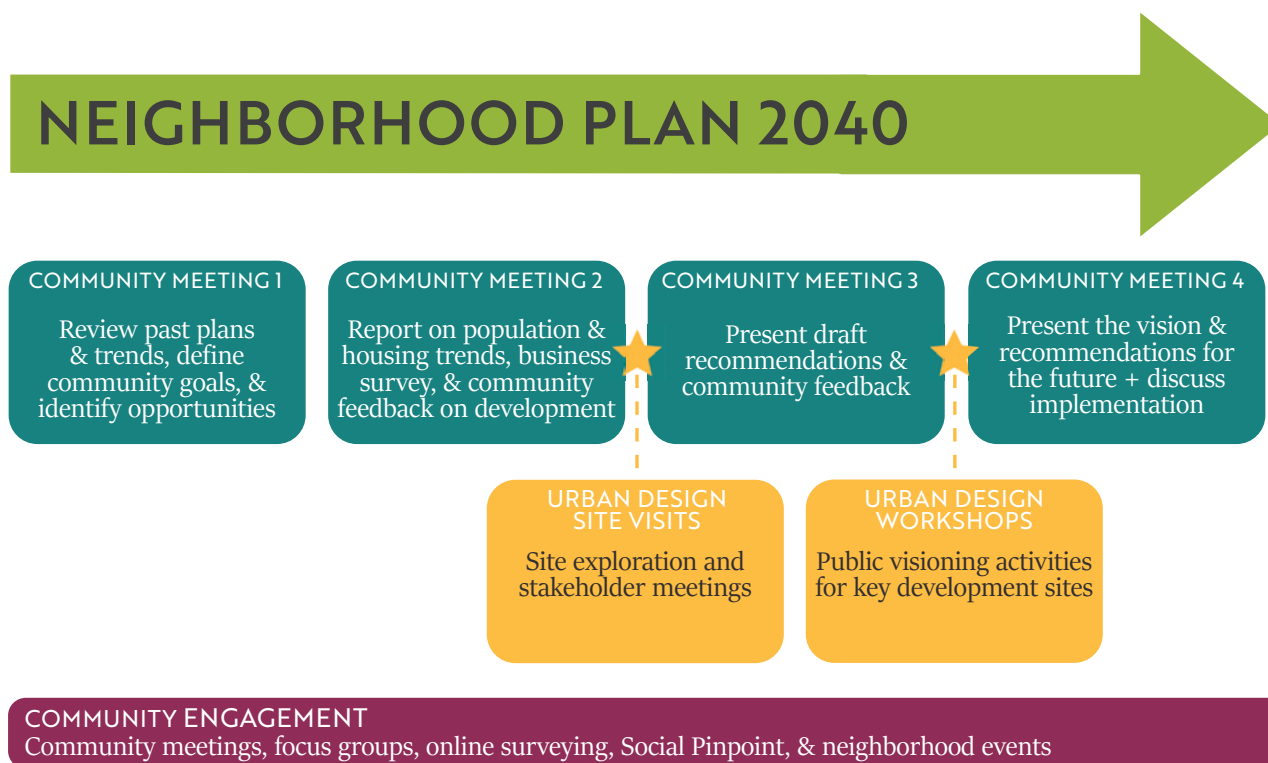 NEIGHBORHOOD PLAN 2040
COMMUNITY MEETING 1
Review past plans
& trends, define
community goals, &
identify opportunities
COMMUNITY MEETING 2
Report on population &
housing trends, business
survey, & community
feedback on development
COMMUNITY MEETING 3
Present draft
recommendations &
community feedback
COMMUNITY MEETING 4
Present the vision &
recommendations for
the future + discuss
implementation
URBAN DESIGN
SITE VISITS
Site exploration and
stakeholder meetings
URBAN DESIGN
WORKSHOPS
Public visioning activities
for key development sites
COMMUNITY ENGAGEMENT
Community meetings, focus groups, online surveying, Social Pinpoint, & neighborhood events